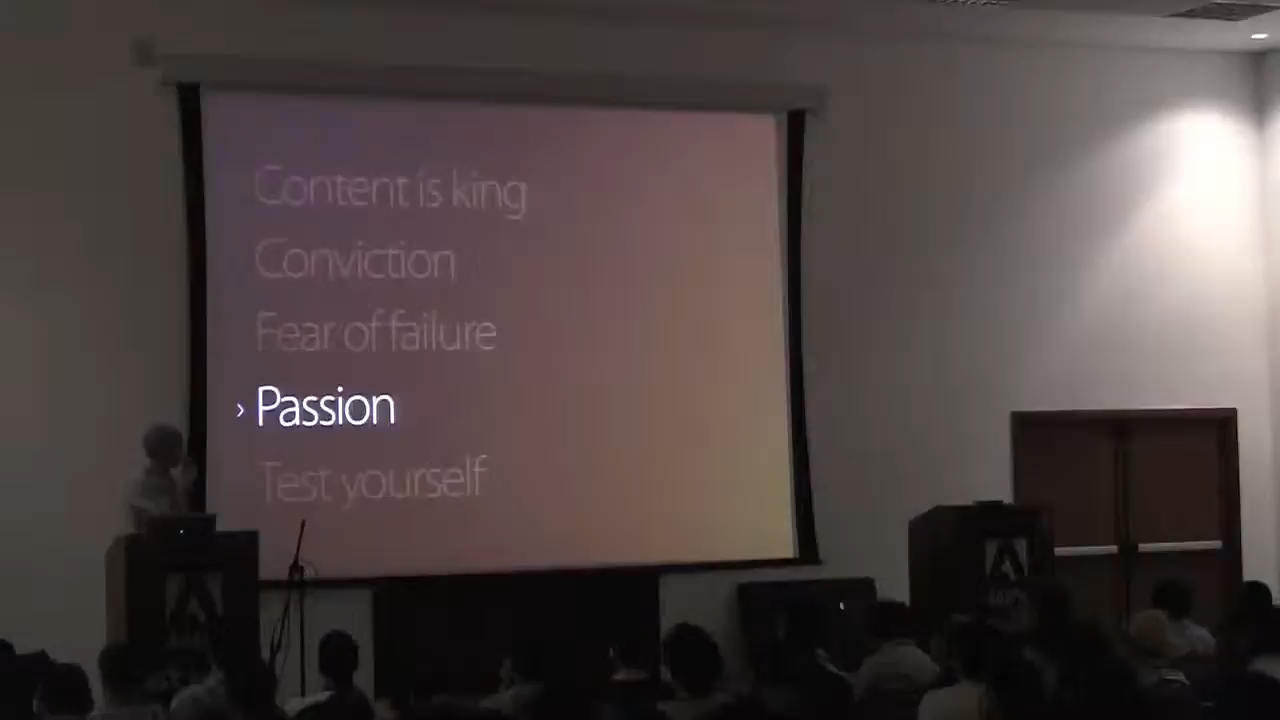 Content is king
Conviction
Fear of failure
› Passion
Test yourself